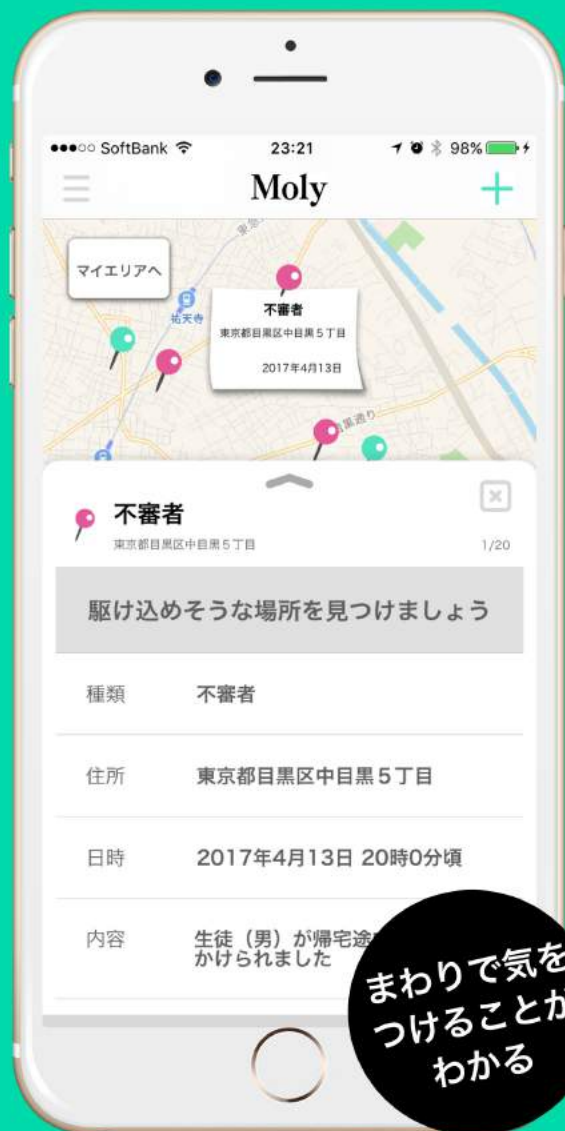 SoftBank
23:21
98%
Moly
マイエリアへ
祐天寺
不審者
東京都目黒区中目黒5丁目
2017年4月13日
目黒通り
不審者
東京都目黒区中目黒5丁目
1/20
駆け込めそうな場所を見つけましょう
種類
不審者
住所
東京都目黒区中目黒5丁目
日時
2017年4月13日 20時0分頃
内容
生徒（男）が帰宅途
かけられました
まわりで気を
つけることが
わかる